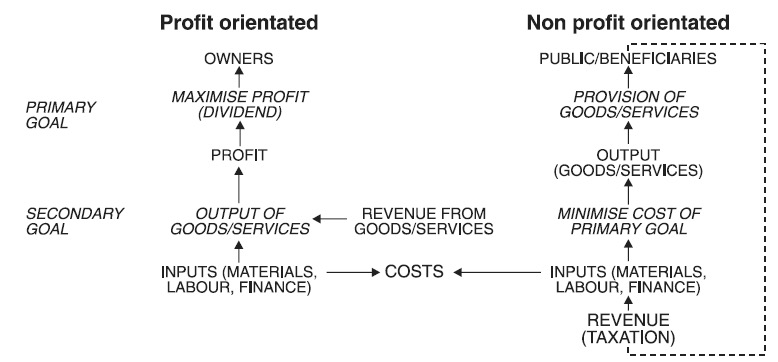 Profit orientated
Non profit orientated
OWNERS
PUBLIC/BENEFICIARIES
PRIMARY
GOAL
MAXIMISE PROFIT
(DIVIDEND)
PROVISION OF
GOODS/SERVICES
PROFIT
OUTPUT
(GOODS/SERVICES)
SECONDARY
GOAL
OUTPUT OF
GOODS/SERVICES
REVENUE FROM
GOODS/SERVICES
MINIMISE COST OF
PRIMARY GOAL
INPUTS (MATERIALS,
LABOUR, FINANCE)
COSTS
INPUTS (MATERIALS,
LABOUR, FINANCE)
REVENUE
(TAXATION)